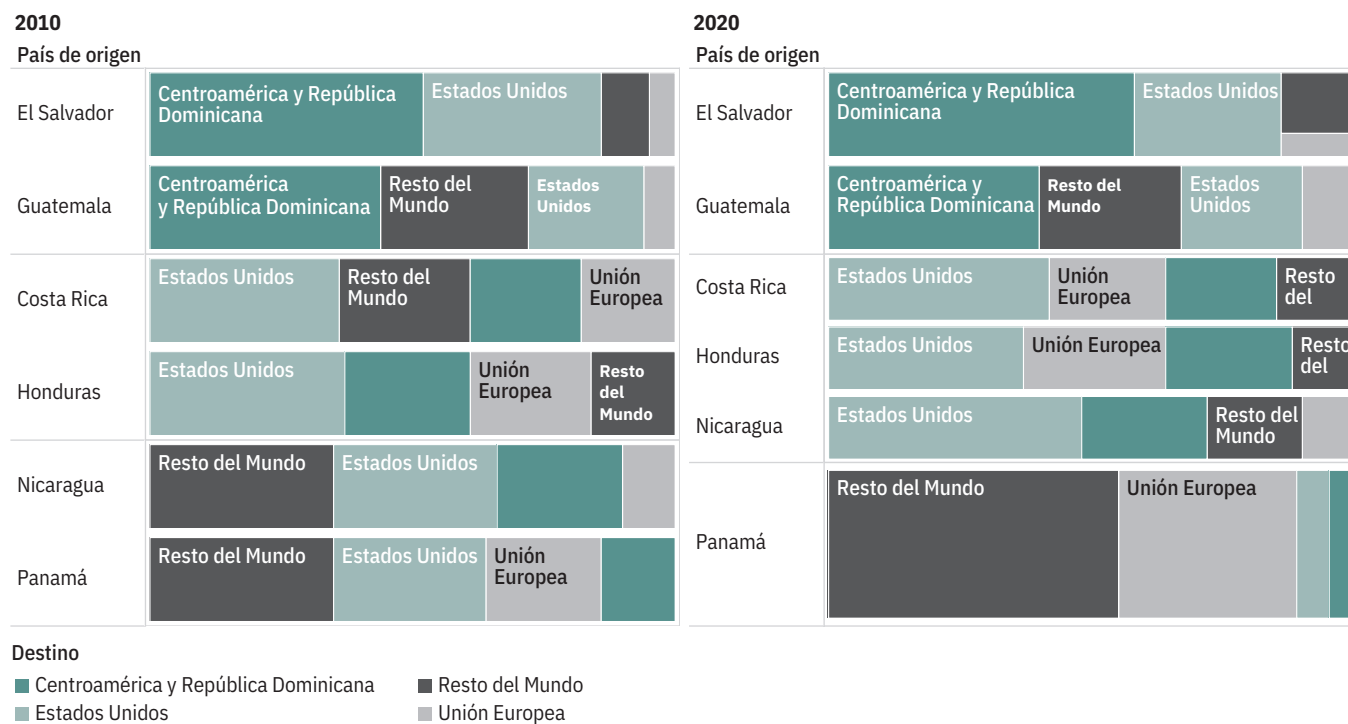 2010
País de origen
El Salvador
Centroamérica y República
Dominicana
Estados Unidos
Guatemala
Centroamérica
y República Dominicana
Resto del
Mundo
Estados
Unidos
Costa Rica
Estados Unidos
Resto del
Mundo
Unión
Europea
Honduras
Estados Unidos
Unión
Europea
Resto
del
Mundo
Nicaragua
Resto del Mundo
Estados Unidos
Panamá
Resto del Mundo
Estados Unidos
Unión
Europea
2020
País de origen
El Salvador
Centroamérica y República
Dominicana
Estados Unidos
Guatemala
Centroamérica y
República Dominicana
Resto del
Mundo
Estados
Unidos
Costa Rica
Estados Unidos
Unión
Europea
Resto
del
Honduras
Estados Unidos
Unión Europea
Resto
del
Nicaragua
Estados Unidos
Resto del
Mundo
Panamá
Resto del Mundo
Unión Europea
Destino
Centroamérica y República Dominicana
Estados Unidos
Resto del Mundo
Unión Europea